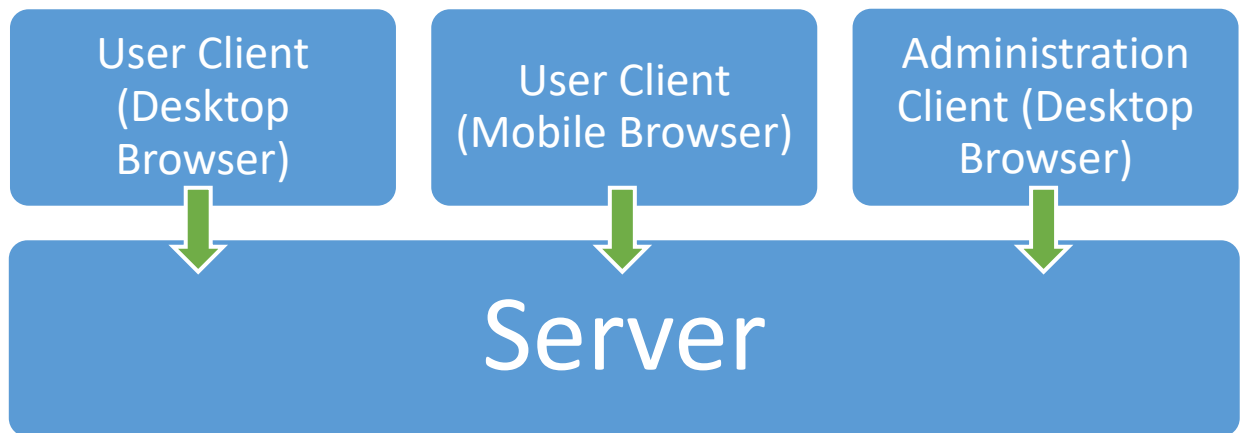 User Client
(Desktop
Browser)
User Client
(Mobile Browser)
Administration
Client (Desktop
Browser)
Server